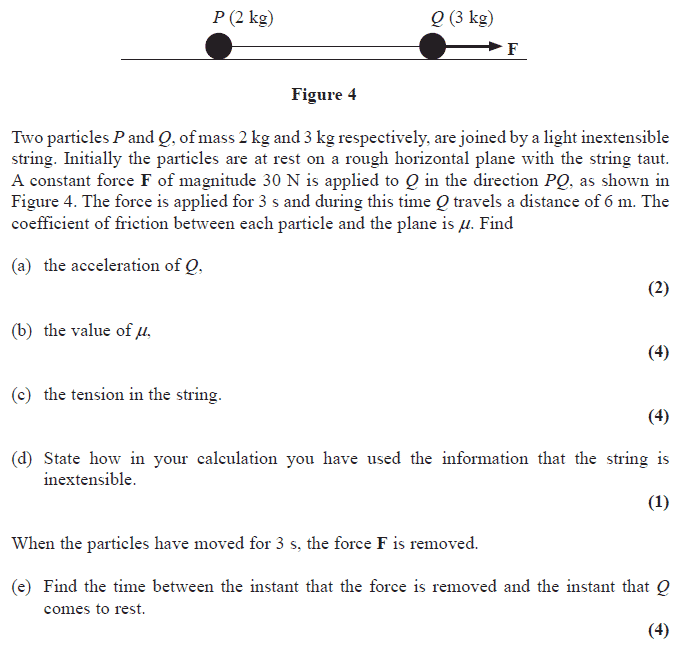 P (2 kg) Q (3 kg)
F
Figure 4
Two particles P and Q, of mass 2 kg and 3 kg respectively, are joined by a light inextensible
string. Initially the particles are at rest on a rough horizontal plane with the string taut.
A constant force F of magnitude 30 N is applied to Q in the direction PQ, as shown in
Figure 4. The force is applied for 3 s and during this time Q travels a distance of 6 m. The
coefficient of friction between each particle and the plane is μ. Find
(a) the acceleration of Q,
(2)
(b) the value of μ,
(4)
(c) the tension in the string.
(4)
(d) State how in your calculation you have used the information that the string is
inextensible.
(1)
When the particles have moved for 3 s, the force F is removed.
(e) Find the time between the instant that the force is removed and the instant that Q
comes to rest.
(4)